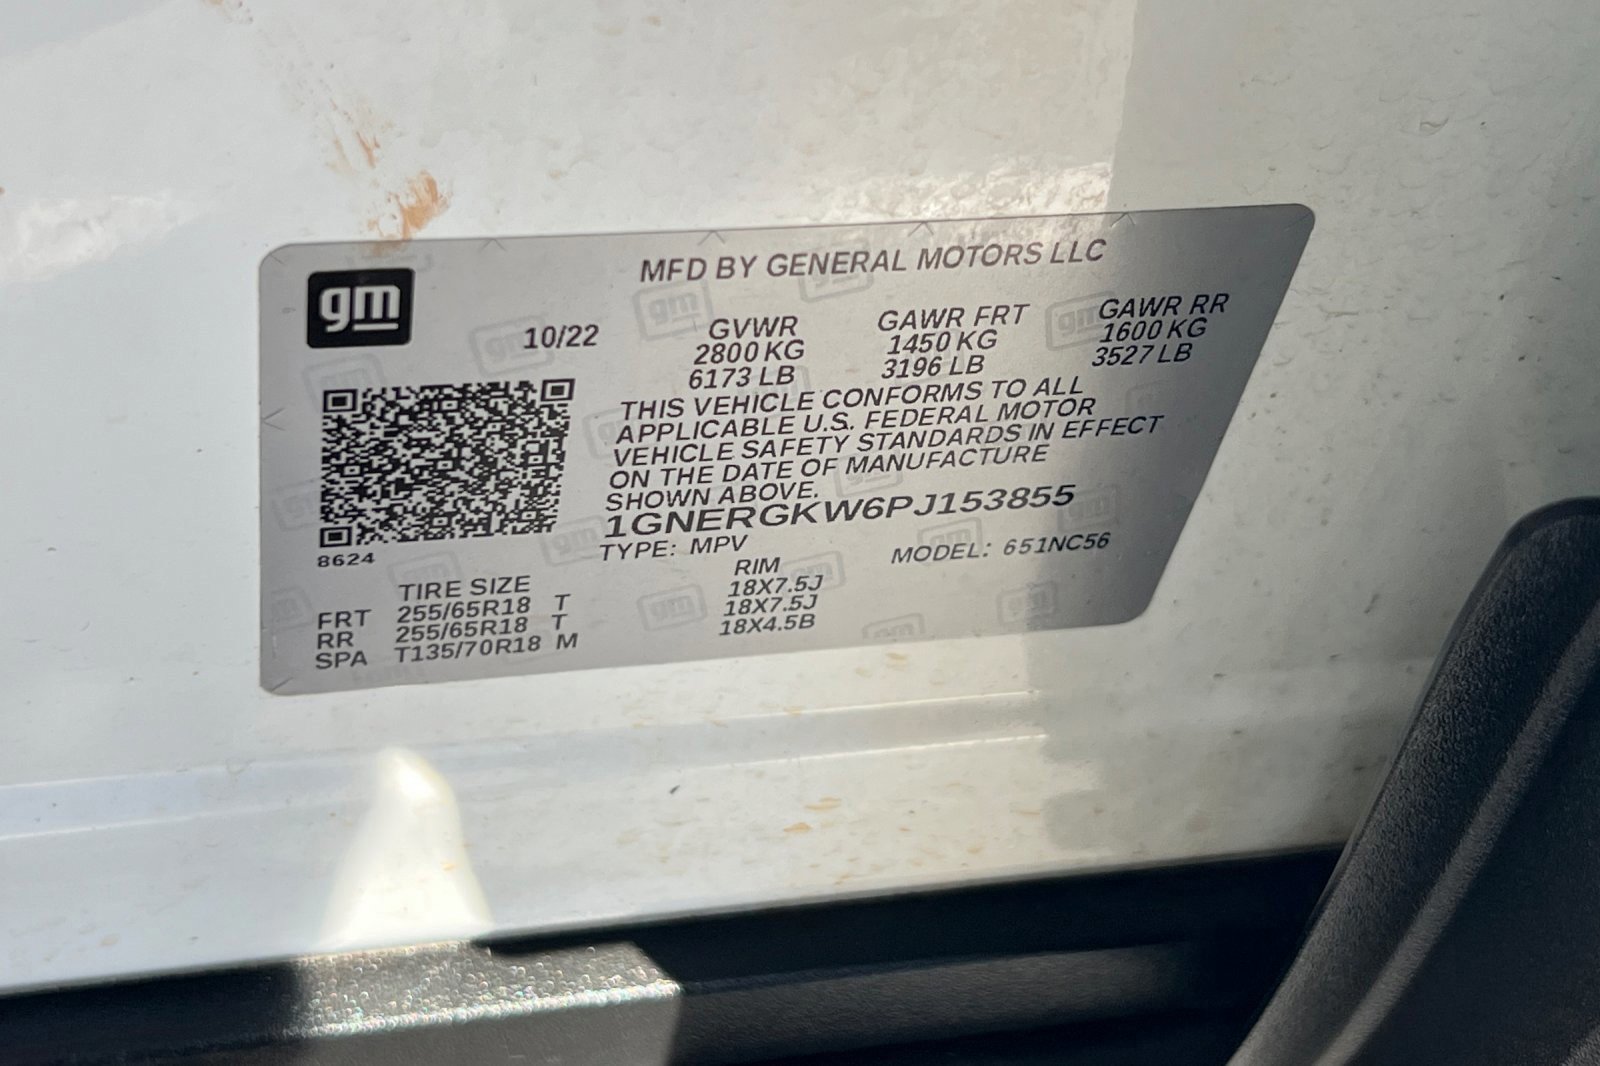 MFD BY GENERAL MOTORS LLC
gm
10/22
GVWR GAWR FRT GAWR RR
2800 KG 1450 KG 1600 KG
6173 LB 3196 LB 3527 LB
THIS VEHICLE CONFORMS TO ALL
APPLICABLE U.S. FEDERAL MOTOR
VEHICLE SAFETY STANDARDS IN EFFECT
ON THE DATE OF MANUFACTURE
SHOWN ABOVE.
1GNERGKW6PJ153855
8624
TYPE: MPV MODEL: 651NC56
TIRE SIZE RIM
FRT 255/65R18 T 18X7.5J
RR 255/65R18 T 18X7.5J
SPA T135/70R18 M 18X4.5B